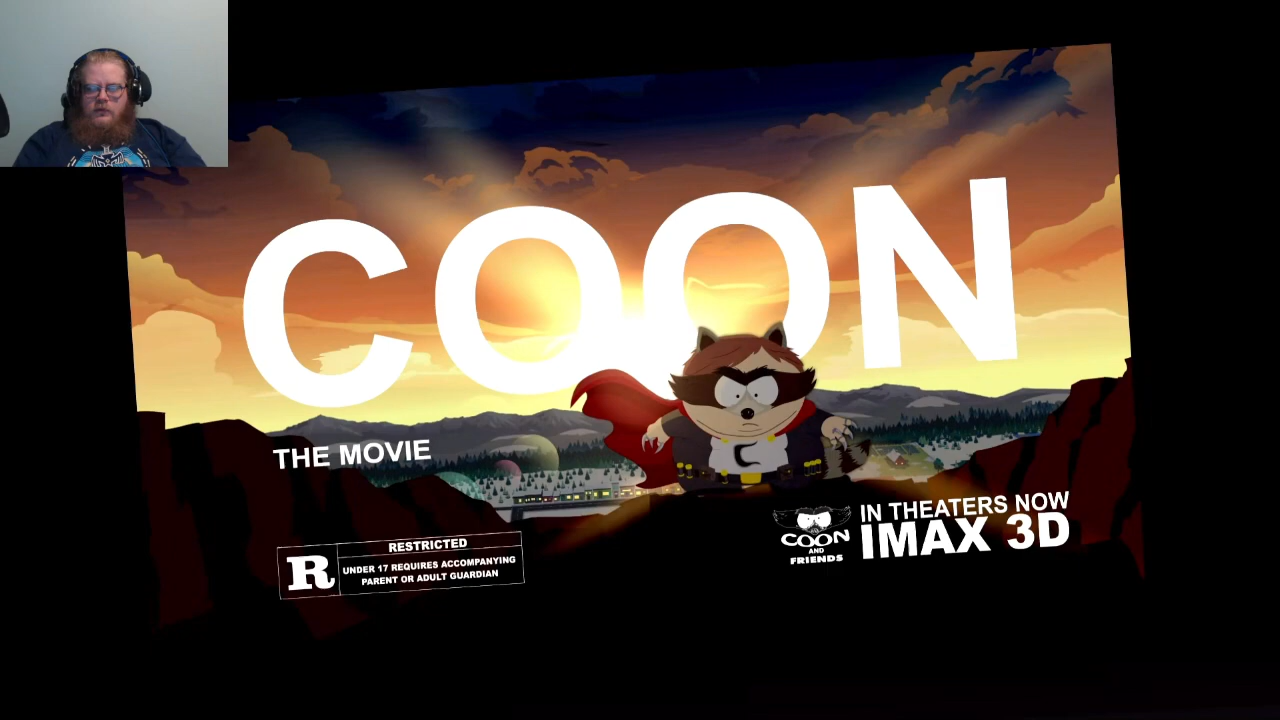 COON
THE MOVIE
R
RESTRICTED
UNDER 17 REQUIRES ACCOMPANYING
PARENT OR ADULT GUARDIAN
COON
AND
FRIENDS
IN THEATERS NOW
IMAX 3D